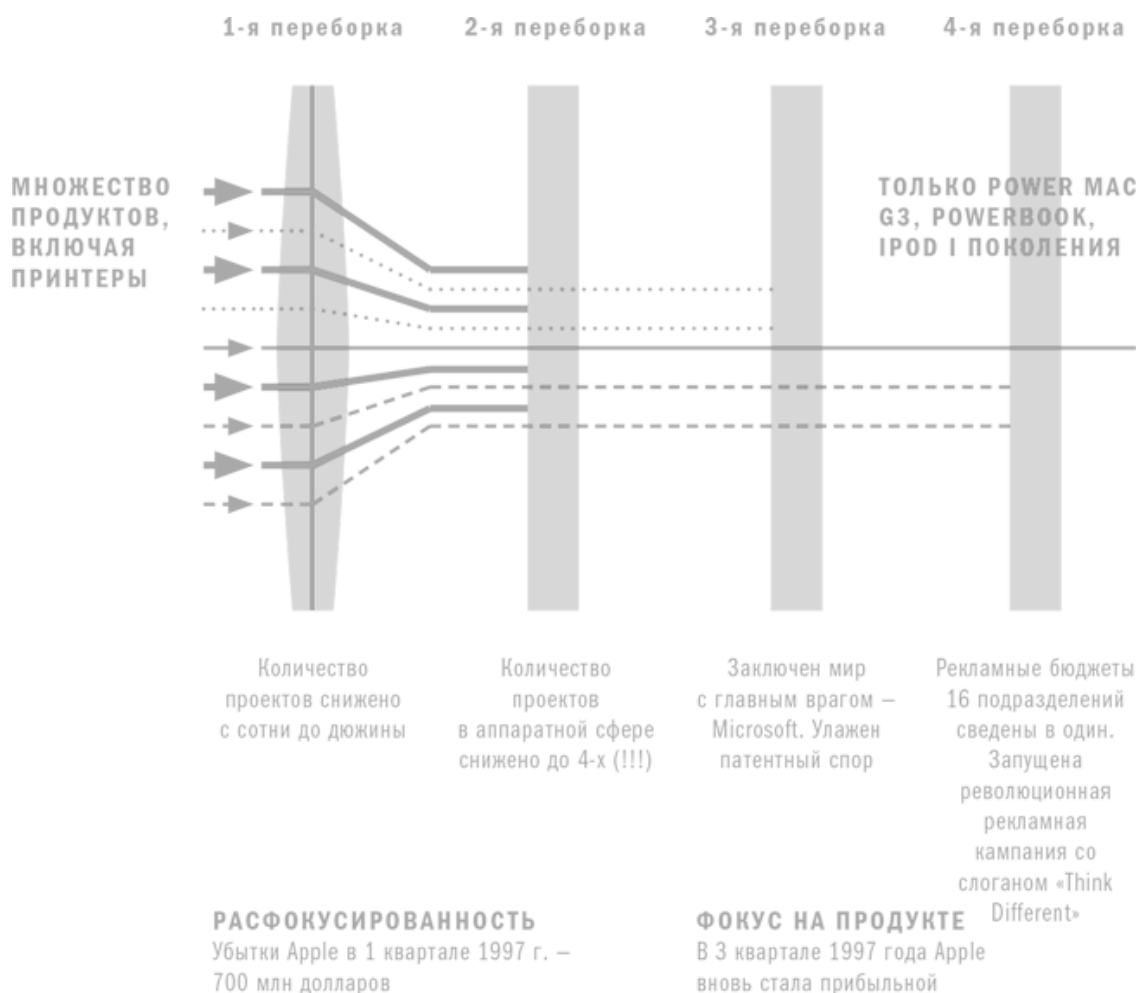 1-я переборка
2-я переборка
3-я переборка
4-я переборка
МНОЖЕСТВО
ПРОДУКТОВ,
ВКЛЮЧАЯ
ПРИНТЕРЫ
ТОЛЬКО POWER MAC
G3, POWERBOOK,
IPOD I ПОКОЛЕНИЯ
Количество
проектов снижено
с сотни до дюжины
Количество
проектов
в аппаратной сфере
снижено до 4-х (!!!)
Заключен мир
с главным врагом –
Microsoft. Улажен
патентный спор
Рекламные бюджеты
16 подразделений
сведены в один.
Запущена
революционная
рекламная
кампания со
слоганом «Think
Different»
РАСФОКУСИРОВАННОСТЬ
Убытки Apple в 1 квартале 1997 г. –
700 млн долларов
ФОКУС НА ПРОДУКТЕ
В 3 квартале 1997 года Apple
вновь стала прибыльной